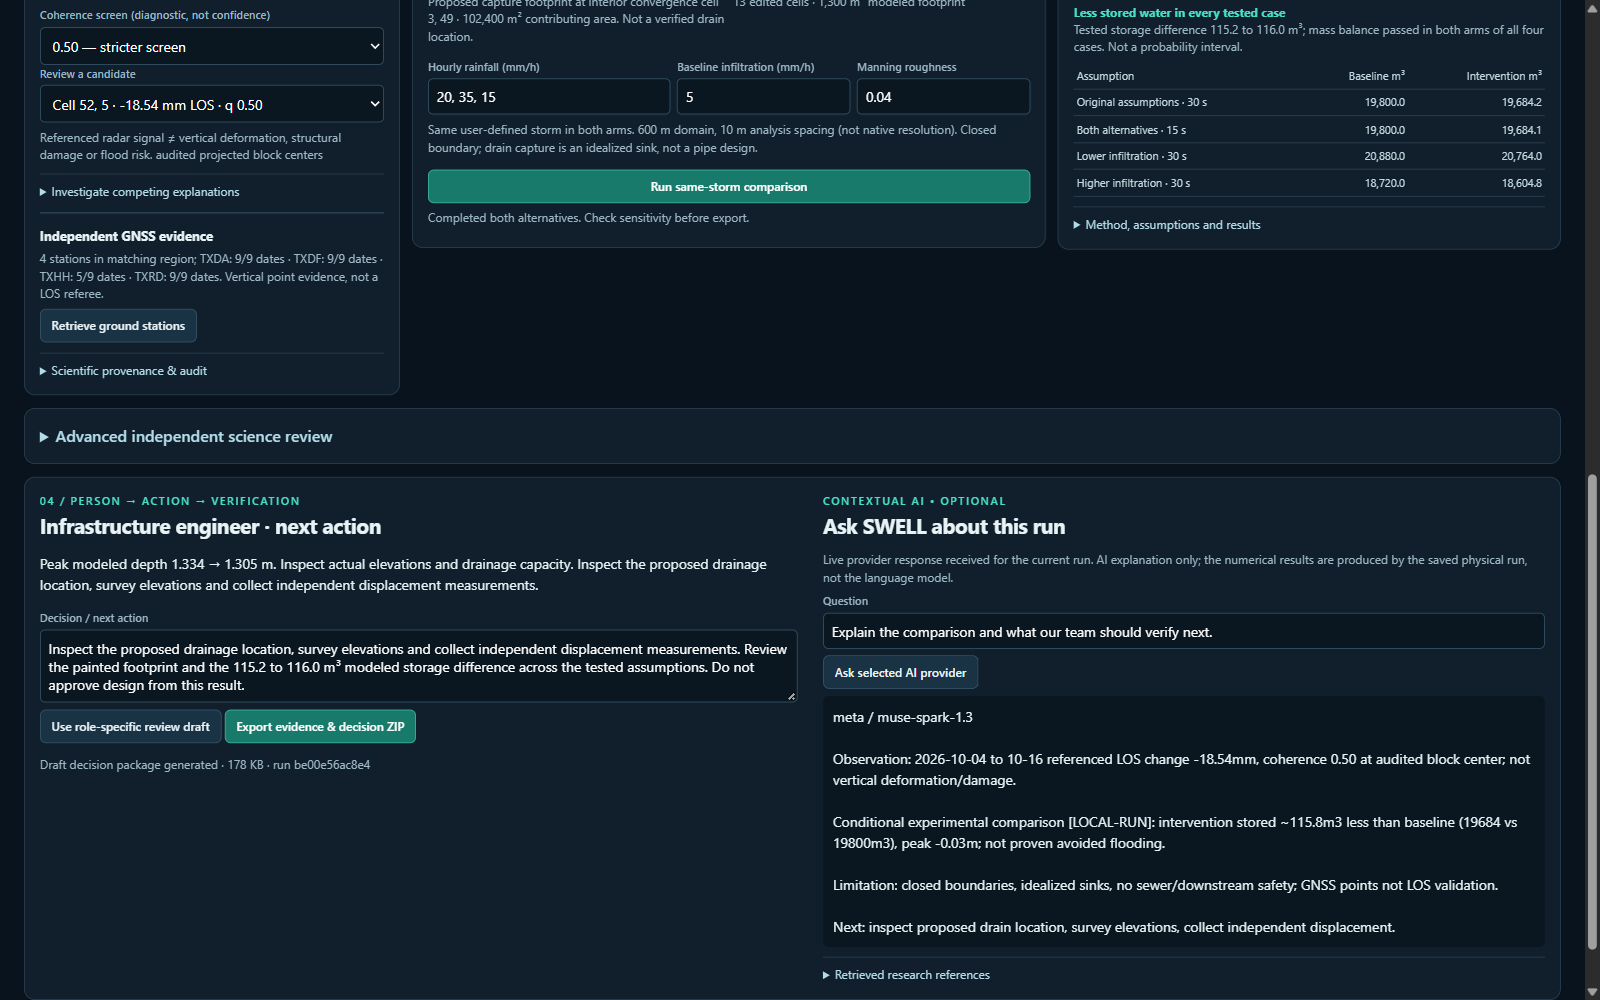 Coherence screen (diagnostic, not confidence)
0.50 — stricter screen
Review a candidate
Cell 52, 5 · -18.54 mm LOS · q 0.50
Referenced radar signal ≠ vertical deformation, structural
damage or flood risk. audited projected block centers
Investigate competing explanations
Independent GNSS evidence
4 stations in matching region; TXDA: 9/9 dates · TXDF: 9/9 dates ·
TXHH: 5/9 dates · TXRD: 9/9 dates. Vertical point evidence, not a
LOS referee.
Retrieve ground stations
Scientific provenance & audit
Proposed capture footprint at interior convergence cell
3, 49 · 102,400 m² contributing area. Not a verified drain
location.
13 edited cells · 1,300 m² modeled footprint
Hourly rainfall (mm/h)
20, 35, 15
Baseline infiltration (mm/h)
5
Manning roughness
0.04
Same user-defined storm in both arms. 600 m domain, 10 m analysis spacing (not native resolution). Closed
boundary; drain capture is an idealized sink, not a pipe design.
Run same-storm comparison
Completed both alternatives. Check sensitivity before export.
Less stored water in every tested case
Tested storage difference 115.2 to 116.0 m³; mass balance passed in both arms of all four
cases. Not a probability interval.
Assumption Baseline m³ Intervention m³
Original assumptions · 30 s 19,800.0 19,684.2
Both alternatives · 15 s 19,800.0 19,684.1
Lower infiltration · 30 s 20,880.0 20,764.0
Higher infiltration · 30 s 18,720.0 18,604.8
Method, assumptions and results
Advanced independent science review
04 / PERSON → ACTION → VERIFICATION
Infrastructure engineer · next action
Peak modeled depth 1.334 → 1.305 m. Inspect actual elevations and drainage capacity. Inspect the proposed drainage
location, survey elevations and collect independent displacement measurements.
Decision / next action
Inspect the proposed drainage location, survey elevations and collect independent displacement measurements. Review
the painted footprint and the 115.2 to 116.0 m³ modeled storage difference across the tested assumptions. Do not
approve design from this result.
Use role-specific review draft
Export evidence & decision ZIP
Draft decision package generated · 178 KB · run be00e56ac8e4
CONTEXTUAL AI • OPTIONAL
Ask SWELL about this run
Live provider response received for the current run. AI explanation only; the numerical results are produced by the saved physical run,
not the language model.
Question
Explain the comparison and what our team should verify next.
Ask selected AI provider
meta / muse-spark-1.3
Observation: 2026-10-04 to 10-16 referenced LOS change -18.54mm, coherence 0.50 at audited block center; not
vertical deformation/damage.
Conditional experimental comparison [LOCAL-RUN]: intervention stored ~115.8m3 less than baseline (19684 vs
19800m3), peak -0.03m; not proven avoided flooding.
Limitation: closed boundaries, idealized sinks, no sewer/downstream safety; GNSS points not LOS validation.
Next: inspect proposed drain location, survey elevations, collect independent displacement.
Retrieved research references